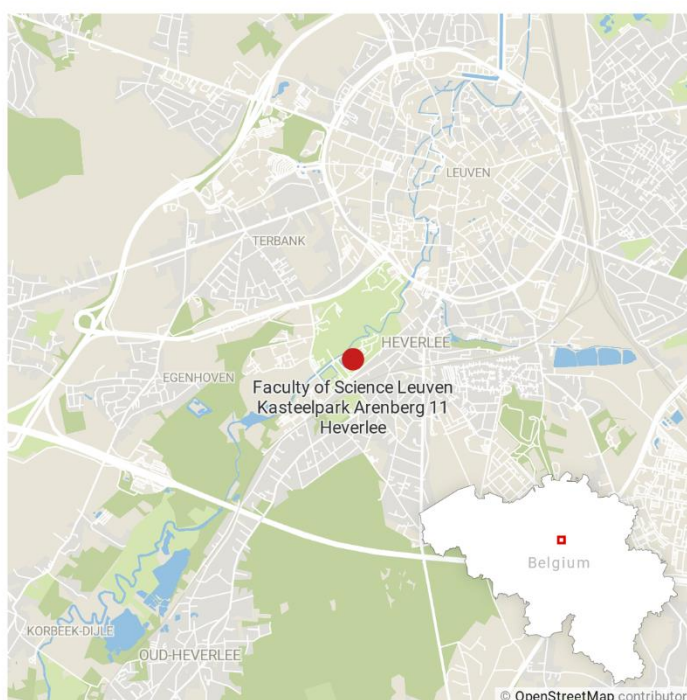 LEUVEN
TERBANK
HEVERLEE
EGENHOVEN
Faculty of Science Leuven
Kasteelpark Arenberg 11
Heverlee
Belgium
KORBEEK-DIJLE
OUD-HEVERLEE
© OpenStreetMap contributor